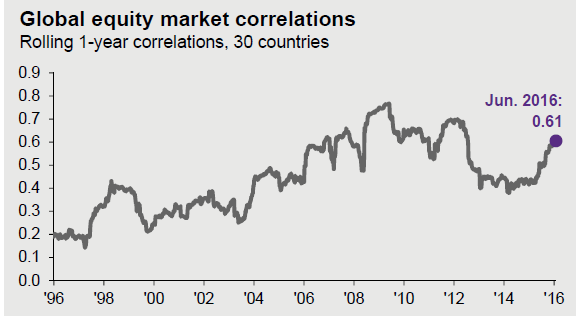 Global equity market correlations
Rolling 1-year correlations, 30 countries
0.9
0.8
Jun. 2016:
0.61
0.7
0.6
0.5
0.4
0.3
0.2
0.1
0.0
'96 '98 '00 '02 '04 '06 '08 '10 '12 '14 '16